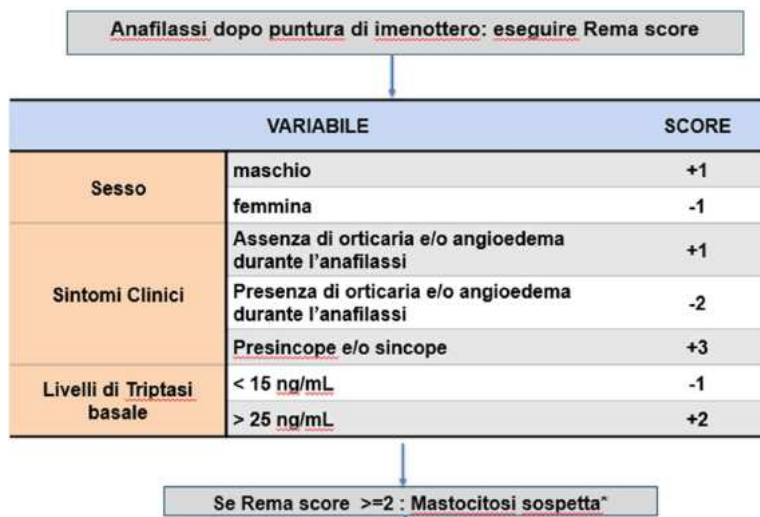 Anafilassi dopo puntura di imenottero: eseguire Rema score
VARIABILE SCORE
Sesso
maschio +1
femmina -1
Sintomi Clinici
Assenza di orticaria e/o angioedema
durante l'anafilassi +1
Presenza di orticaria e/o angioedema
durante l'anafilassi -2
Presincope e/o sincope +3
Livelli di Triptasi
basale
< 15 ng/mL -1
> 25 ng/mL +2
Se Rema score >=2 : Mastocitosi sospetta*